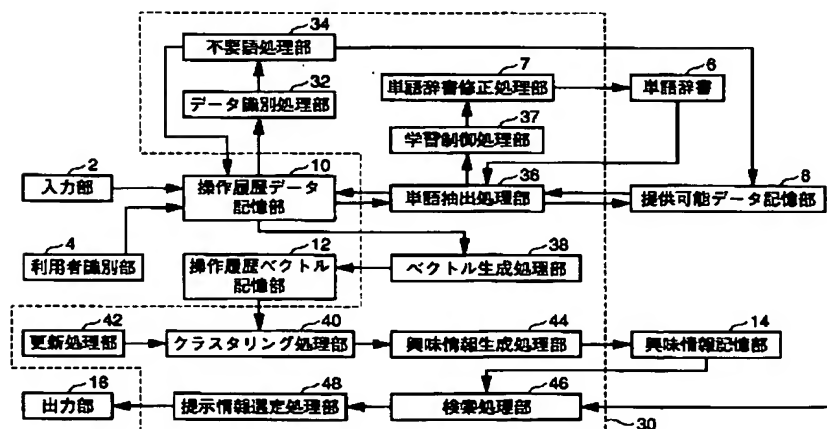 34
不要語処理部
7
6
32
単語辞書修正処理部
単語辞書
データ識別処理部
37
学習制御処理部
2
10
36
8
入力部
操作履歴データ
記憶部
単語抽出処理部
提供可能データ記憶部
4
12
38
利用者識別部
操作履歴ベクトル
記憶部
ベクトル生成処理部
42
40
44
14
更新処理部
クラスタリング処理部
興味情報生成処理部
興味情報記憶部
16
48
46
出力部
提示情報選定処理部
検索処理部
30